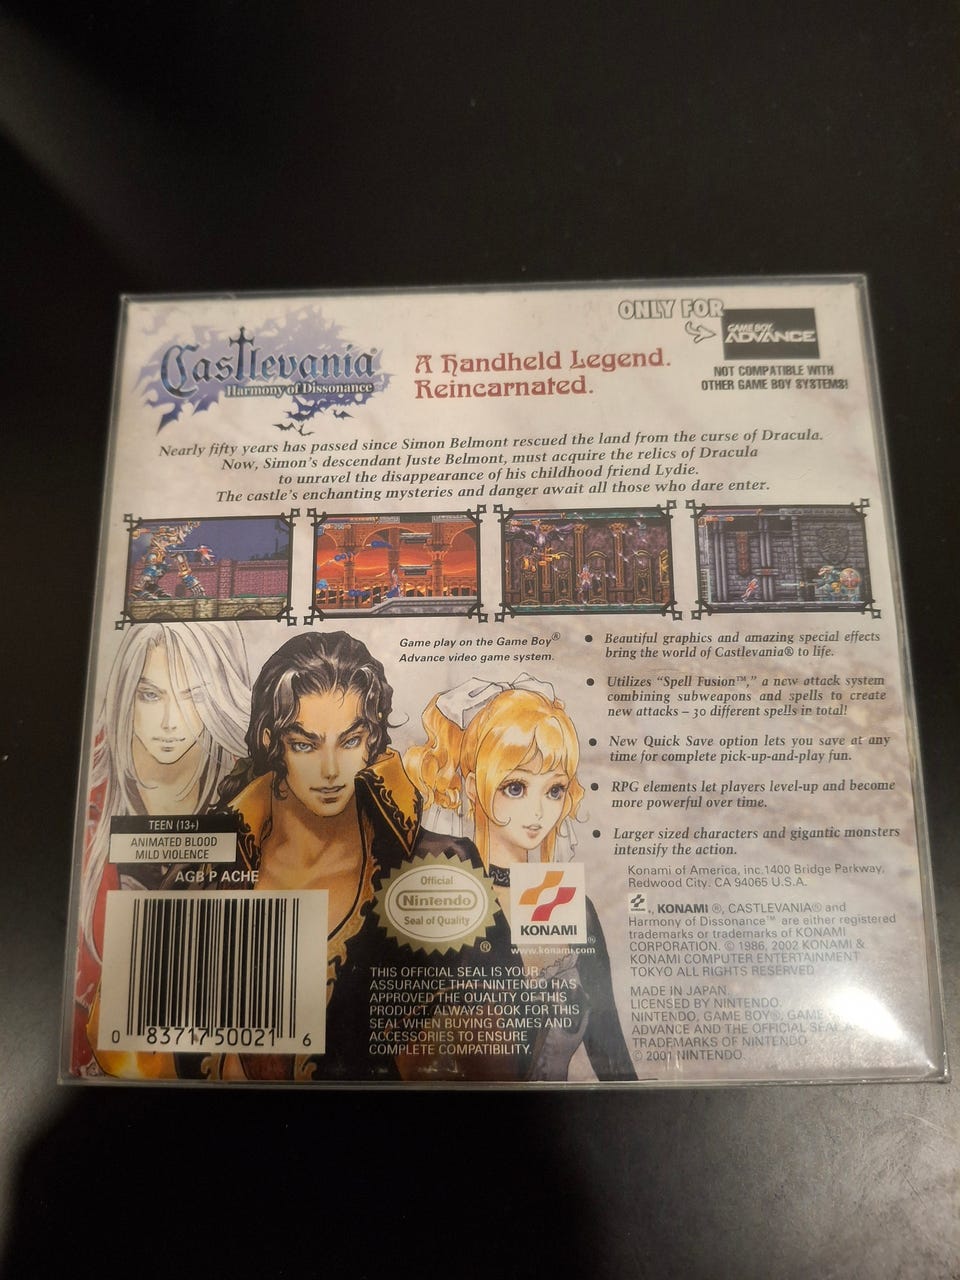 ONLY FOR
GAME BOY
ADVANCE
NOT COMPATIBLE WITH
OTHER GAME BOY SYSTEMS!
Castlevania®
Harmony of Dissonance™
A Handheld Legend.
Reincarnated.
Nearly fifty years has passed since Simon Belmont rescued the land from the curse of Dracula.
Now, Simon's descendant Juste Belmont, must acquire the relics of Dracula
to unravel the disappearance of his childhood friend Lydie.
The castle's enchanting mysteries and danger await all those who dare enter.
Game play on the Game Boy®
Advance video game system.
• Beautiful graphics and amazing special effects
bring the world of Castlevania® to life.
• Utilizes “Spell Fusion™,” a new attack system
combining subweapons and spells to create
new attacks – 30 different spells in total!
• New Quick Save option lets you save at any
time for complete pick-up-and-play fun.
• RPG elements let players level-up and become
more powerful over time.
• Larger sized characters and gigantic monsters
intensify the action.
TEEN (13+)
ANIMATED BLOOD
MILD VIOLENCE
AGB P ACHE
0 83717 50021 6
Official
Nintendo
Seal of Quality
®
KONAMI
®
www.konami.com
THIS OFFICIAL SEAL IS YOUR
ASSURANCE THAT NINTENDO HAS
APPROVED THE QUALITY OF THIS
PRODUCT. ALWAYS LOOK FOR THIS
SEAL WHEN BUYING GAMES AND
ACCESSORIES TO ENSURE
COMPLETE COMPATIBILITY.
Konami of America, inc.1400 Bridge Parkway,
Redwood City. CA 94065 U.S.A.
, KONAMI ®, CASTLEVANIA® and
Harmony of Dissonance™ are either registered
trademarks or trademarks of KONAMI
CORPORATION. © 1986, 2002 KONAMI &
KONAMI COMPUTER ENTERTAINMENT
TOKYO ALL RIGHTS RESERVED
MADE IN JAPAN.
LICENSED BY NINTENDO.
NINTENDO, GAME BOY®, GAME
ADVANCE AND THE OFFICIAL SEAL
TRADEMARKS OF NINTENDO
© 2001 NINTENDO.